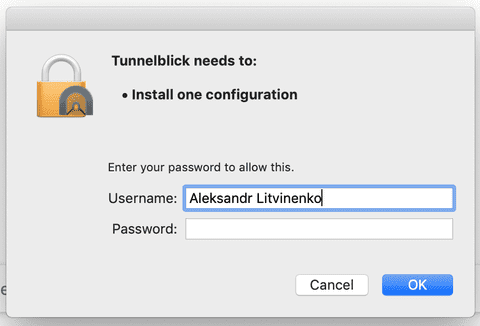 Tunnelblick needs to:
• Install one configuration
Enter your password to allow this.
Username: Aleksandr Litvinenko
Password:
Cancel OK